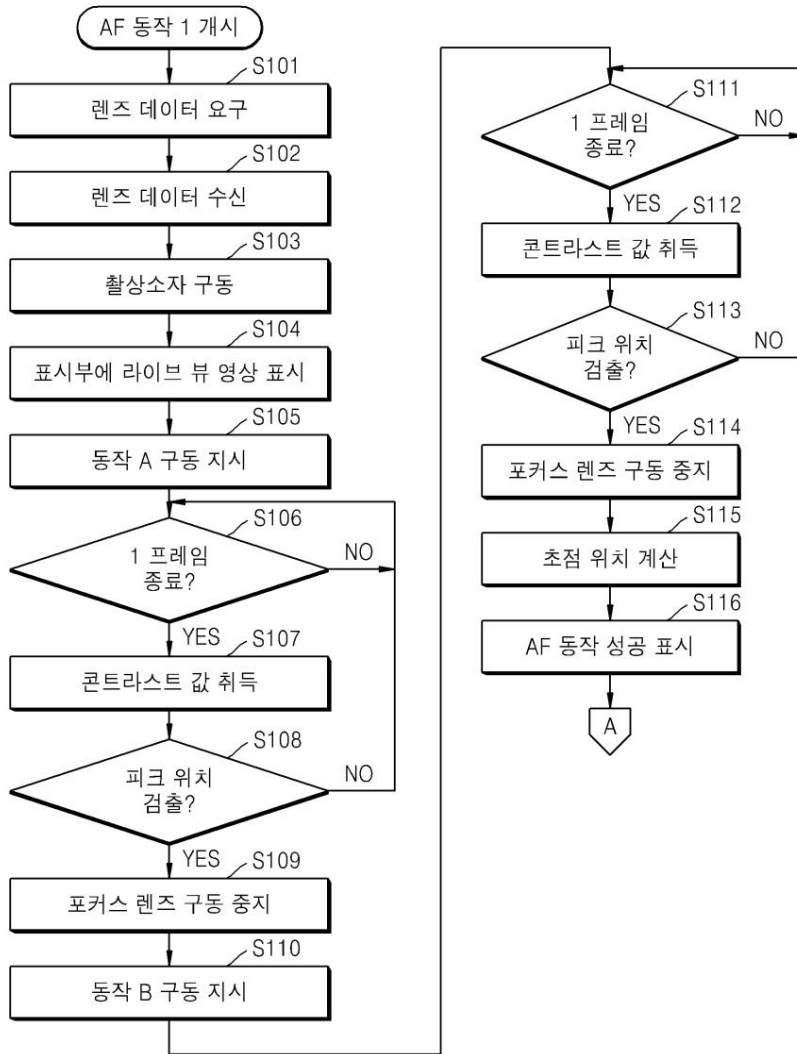 AF 동작 1 개시
S101
렌즈 데이터 요구
S102
렌즈 데이터 수신
S103
촬상소자 구동
S104
표시부에 라이브 뷰 영상 표시
S105
동작 A 구동 지시
S106
1 프레임
종료?
NO
YES
S107
콘트라스트 값 취득
S108
피크 위치
검출?
NO
YES
S109
포커스 렌즈 구동 중지
S110
동작 B 구동 지시
S111
1 프레임
종료?
NO
YES
S112
콘트라스트 값 취득
S113
피크 위치
검출?
NO
YES
S114
포커스 렌즈 구동 중지
S115
초점 위치 계산
S116
AF 동작 성공 표시
A